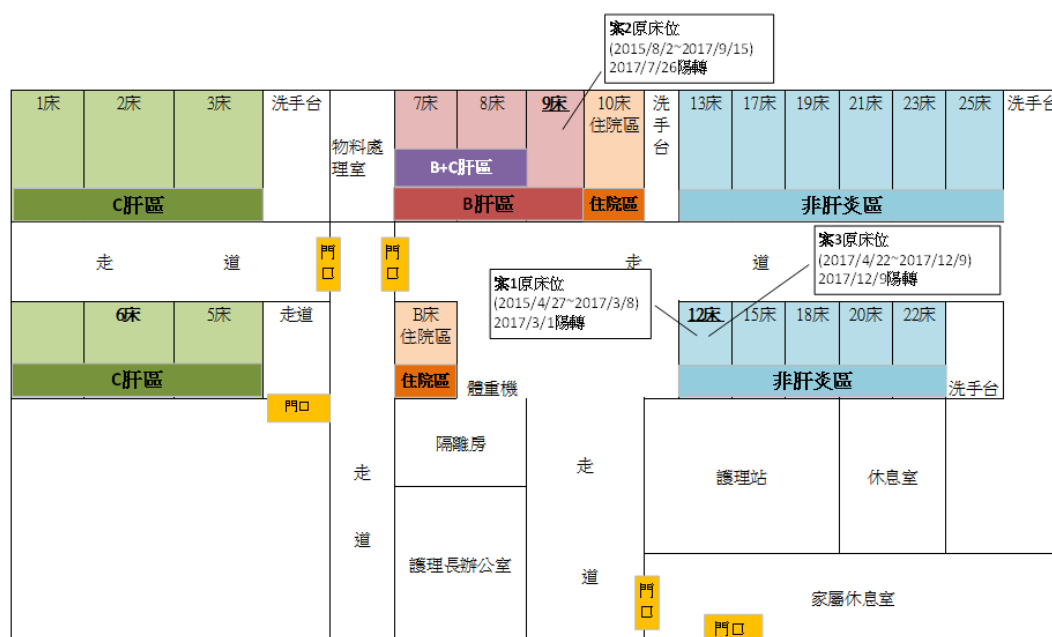 案2原床位
(2015/8/2~2017/9/15)
2017/7/26陽轉
1床
2床
3床
洗手台
物料處
理室
7床
8床
9床
10床
住院區
洗
手
台
13床
17床
19床
21床
23床
25床
洗手台
B+C肝區
C肝區
B肝區
住院區
非肝炎區
走
道
門
口
門
口
走
道
案3原床位
(2017/4/22~2017/12/9)
2017/12/9陽轉
案1原床位
(2015/4/27~2017/3/8)
2017/3/1陽轉
6床
5床
走道
B床
住院區
12床
15床
18床
20床
22床
C肝區
住院區
體重機
非肝炎區
洗手台
門口
走
道
隔離房
護理長辦公室
走
道
護理站
休息室
門
口
家屬休息室
門口